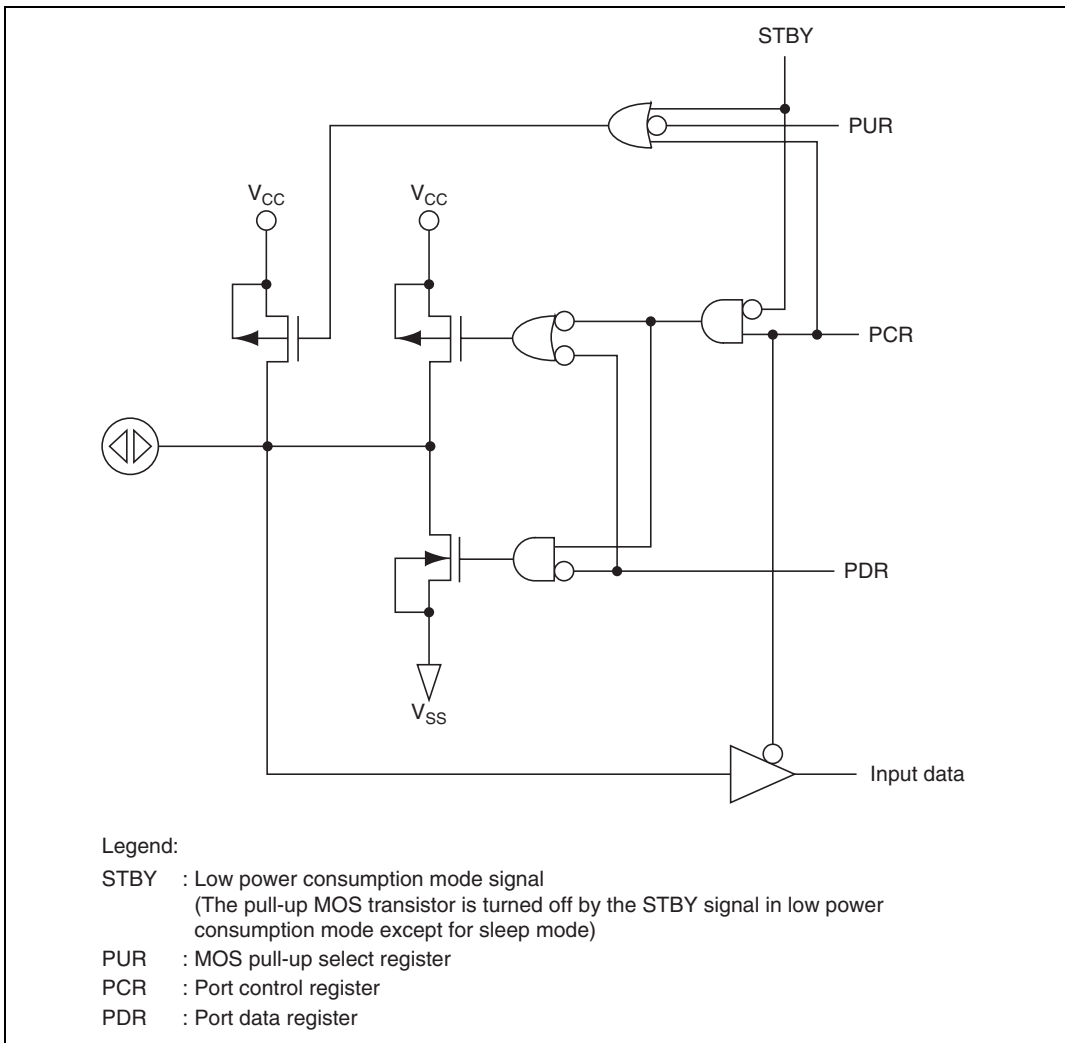 STBY
PUR
VCC
VCC
PCR
PDR
VSS
Input data
Legend:
STBY : Low power consumption mode signal
(The pull-up MOS transistor is turned off by the STBY signal in low power
consumption mode except for sleep mode)
PUR : MOS pull-up select register
PCR : Port control register
PDR : Port data register